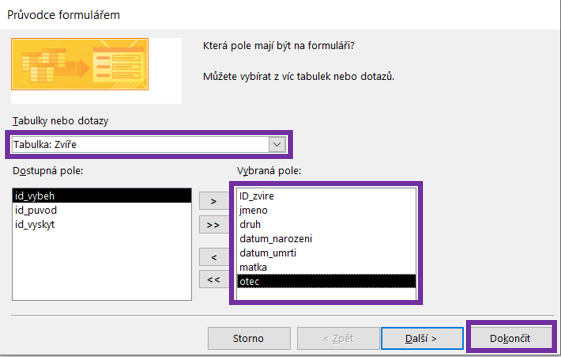 Průvodce formulářem
Která pole mají být na formuláři?
Můžete vybírat z víc tabulek nebo dotazů.
Tabulky nebo dotazy
Tabulka: Zvíře
Dostupná pole:
Vybraná pole:
id_vybeh
id_puvod
id_vyskyt
>
>>
<
<<
ID_zvire
jmeno
druh
datum_narozeni
datum_umrti
matka
otec
Storno
< Zpět
Další >
Dokončit